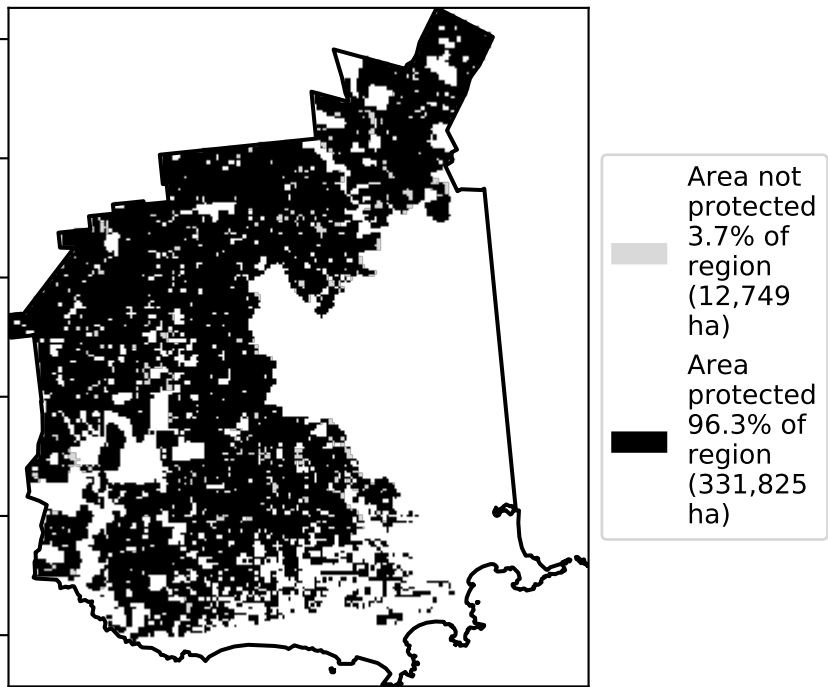 Area not
protected
3.7% of
region
(12,749
ha)
Area
protected
96.3% of
region
(331,825
ha)